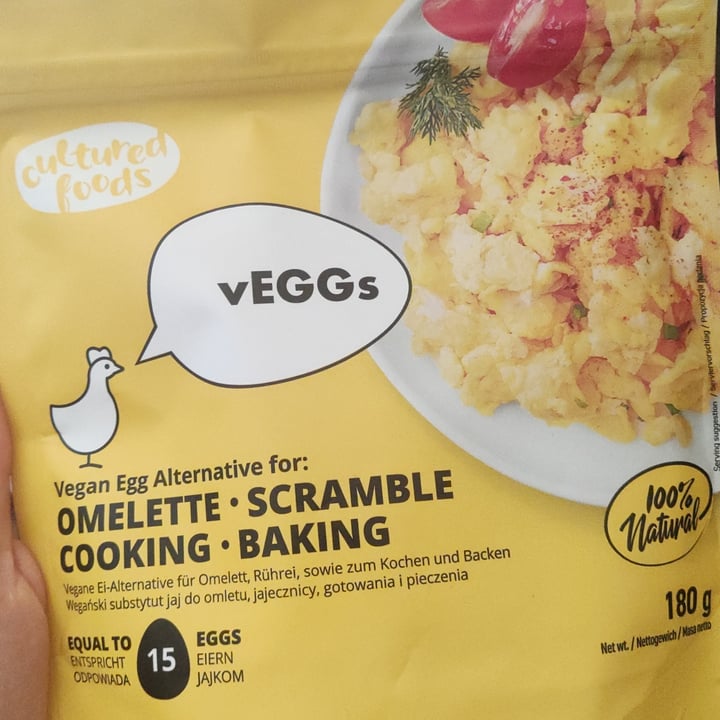 cultured
foods
vEGGs
Vegan Egg Alternative for:
OMELETTE · SCRAMBLE
COOKING · BAKING
Vegane Ei-Alternative für Omelett, Rührei, sowie zum Kochen und Backen
Wegański substytut jaj do omletu, jajecznicy, gotowania i pieczenia
EQUAL TO
ENTSPRICHT
ODPOWIADA
15
EGGS
EIERN
JAJKOM
100%
Natural
180 g
Net wt. / Nettogewich / Masa netto
Serving suggestion / Serviervorschlag / Propozycja podania